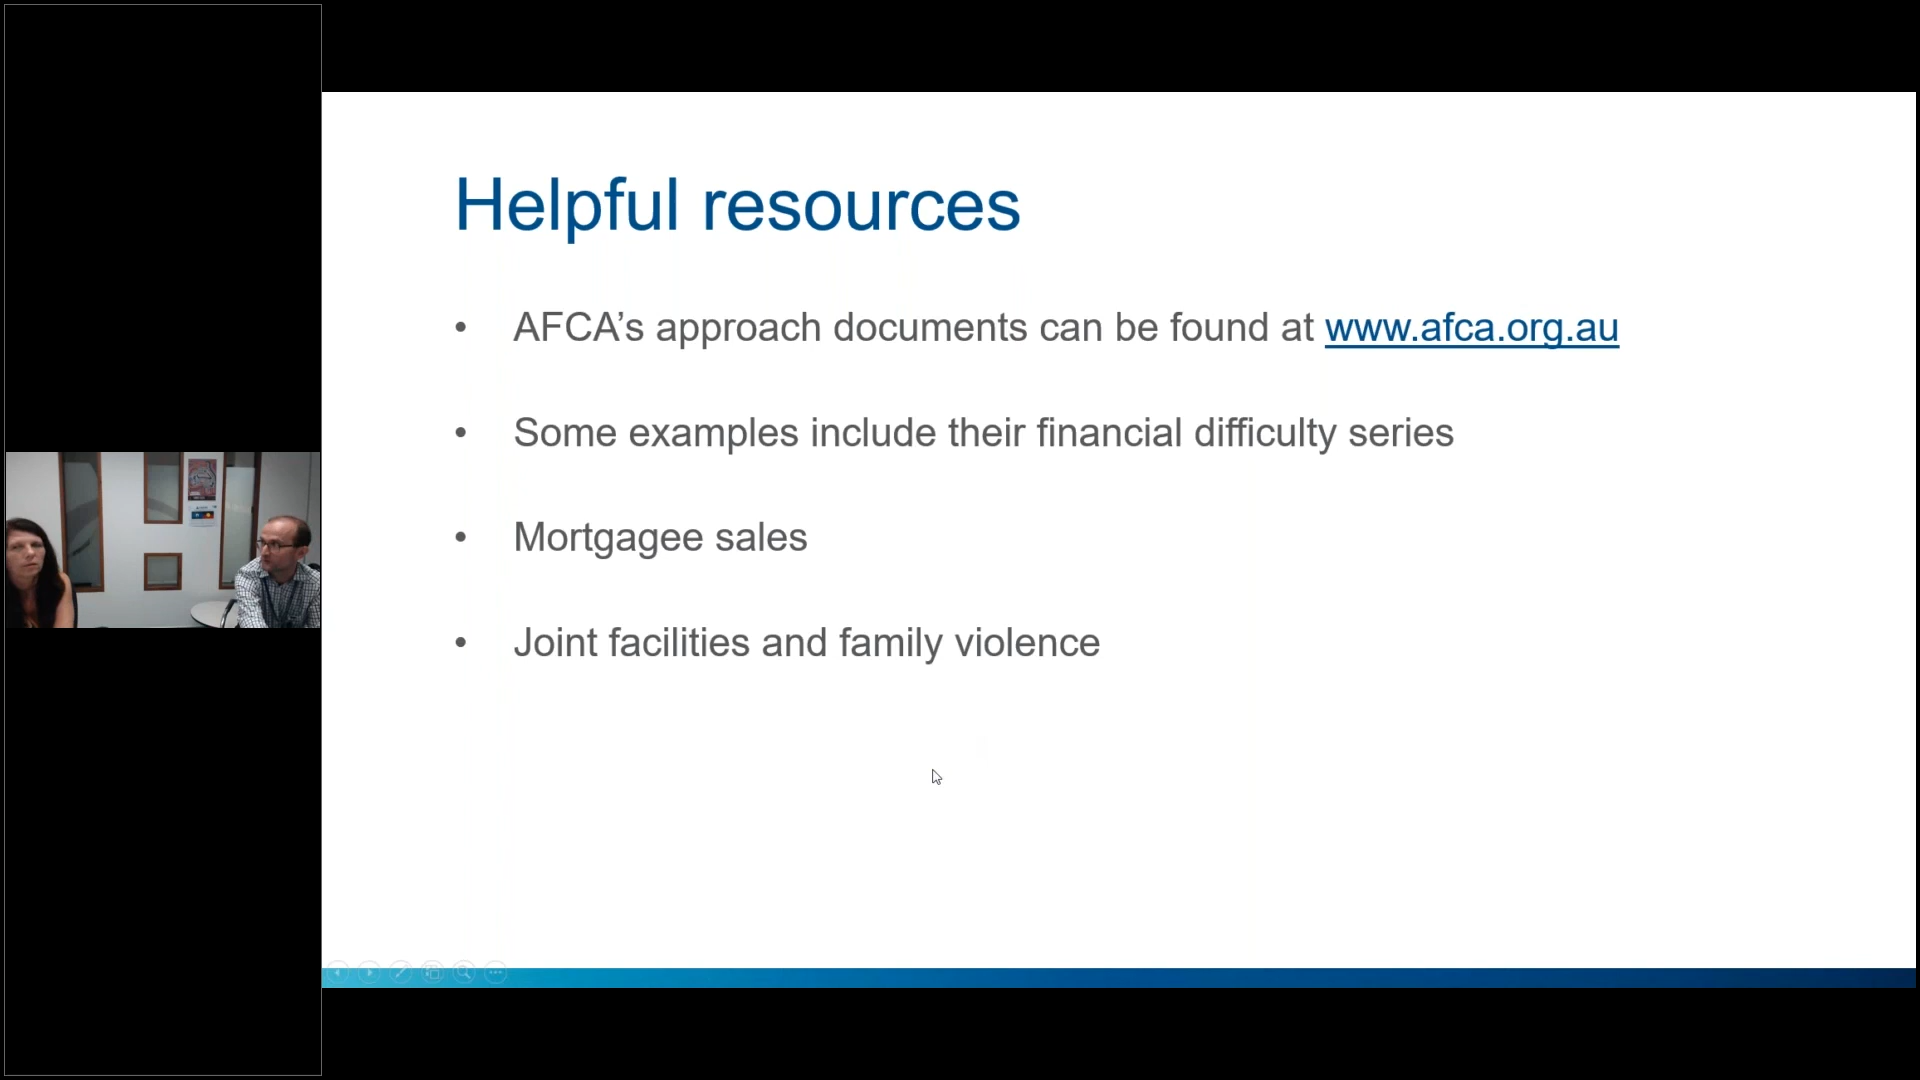 Helpful resources
• AFCA’s approach documents can be found at www.afca.org.au
• Some examples include their financial difficulty series
• Mortgagee sales
• Joint facilities and family violence